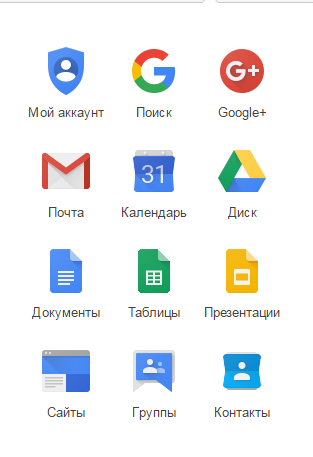 Мой аккаунт
Поиск
Google+
G+
Почта
31
Календарь
Диск
Документы
Таблицы
Презентации
Сайты
Группы
Контакты